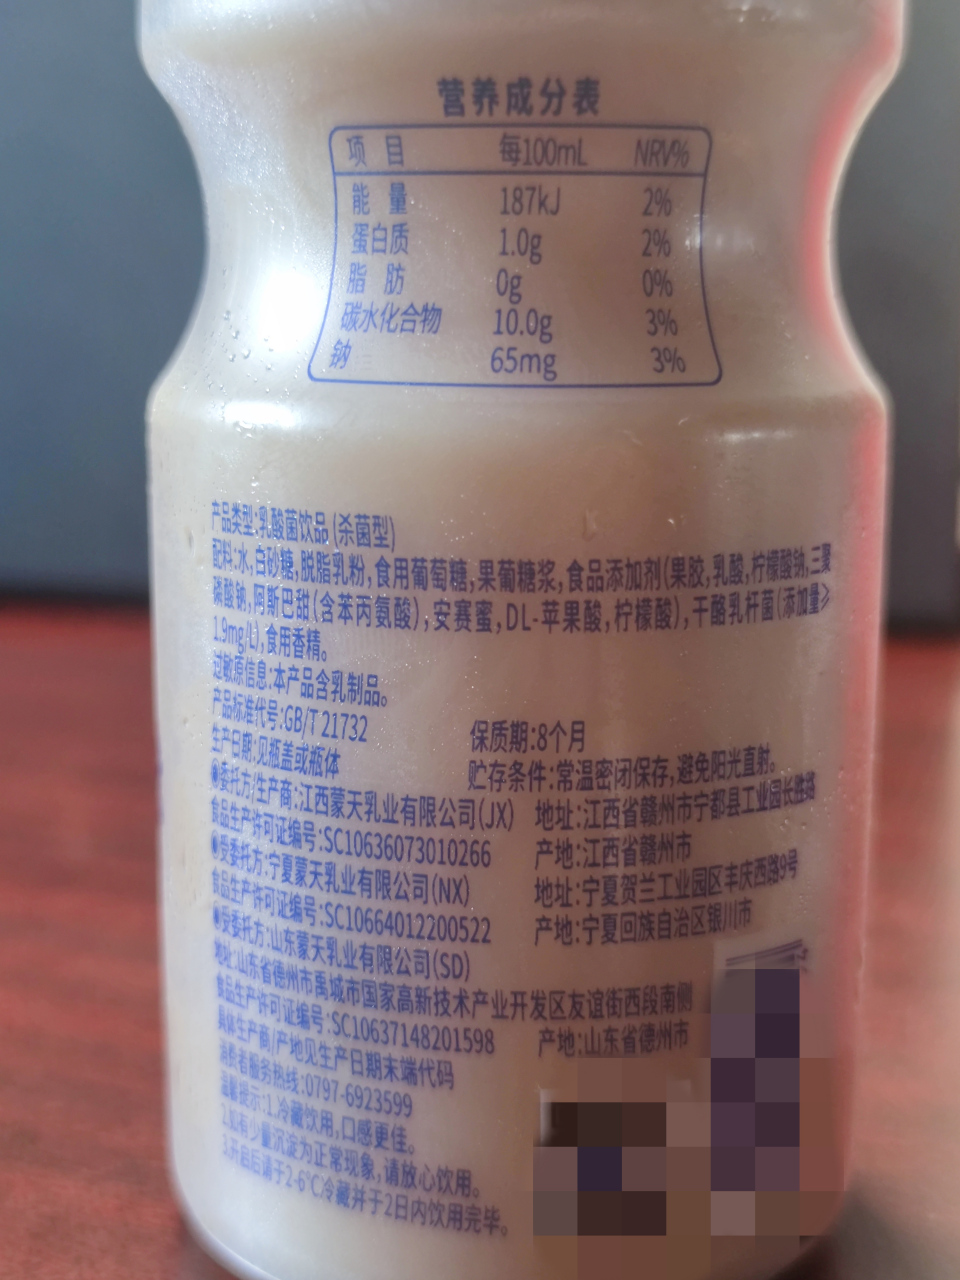 营养成分表
项 目 每100mL NRV%
能 量 187kJ 2%
蛋白质 1.0g 2%
脂 肪 0g 0%
碳水化合物 10.0g 3%
钠 65mg 3%
产品类型:乳酸菌饮品(杀菌型)
配料:水,白砂糖,脱脂乳粉,食用葡萄糖,果葡糖浆,食品添加剂(果胶,乳酸,柠檬酸钠,三聚
磷酸钠,阿斯巴甜(含苯丙氨酸),安赛蜜,DL-苹果酸,柠檬酸),干酪乳杆菌(添加量≥
1.9mg/L),食用香精。
过敏原信息:本产品含乳制品。
产品标准代号:GB/T 21732 保质期:8个月
生产日期:见瓶盖或瓶体 贮存条件:常温密闭保存,避免阳光直射。
◉委托方/生产商:江西蒙天乳业有限公司(JX) 地址:江西省赣州市宁都县工业园长胜路
食品生产许可证编号:SC10636073010266 产地:江西省赣州市
◉受委托方:宁夏蒙天乳业有限公司(NX) 地址:宁夏贺兰工业园区丰庆西路9号
食品生产许可证编号:SC10664012200522 产地:宁夏回族自治区银川市
◉受委托方:山东蒙天乳业有限公司(SD)
地址:山东省德州市禹城市国家高新技术产业开发区友谊街西段南侧
食品生产许可证编号:SC10637148201598 产地:山东省德州市
具体生产商/产地见生产日期末端代码
消费者服务热线:0797-6923599
温馨提示:1.冷藏饮用,口感更佳。
2.如有少量沉淀为正常现象,请放心饮用。
3.开启后请于2-6℃冷藏并于2日内饮用完毕。